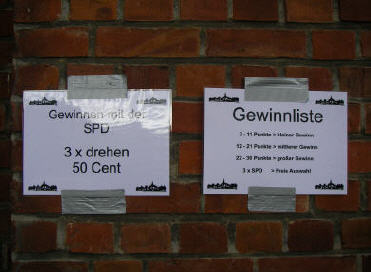 Gewinnen mit der
SPD
3 x drehen
50 Cent
Gewinnliste
3 - 11 Punkte > kleiner Gewinn
12 - 21 Punkte > mittlerer Gewinn
22 - 30 Punkte > großer Gewinn
3 x SPD > freie Auswahl